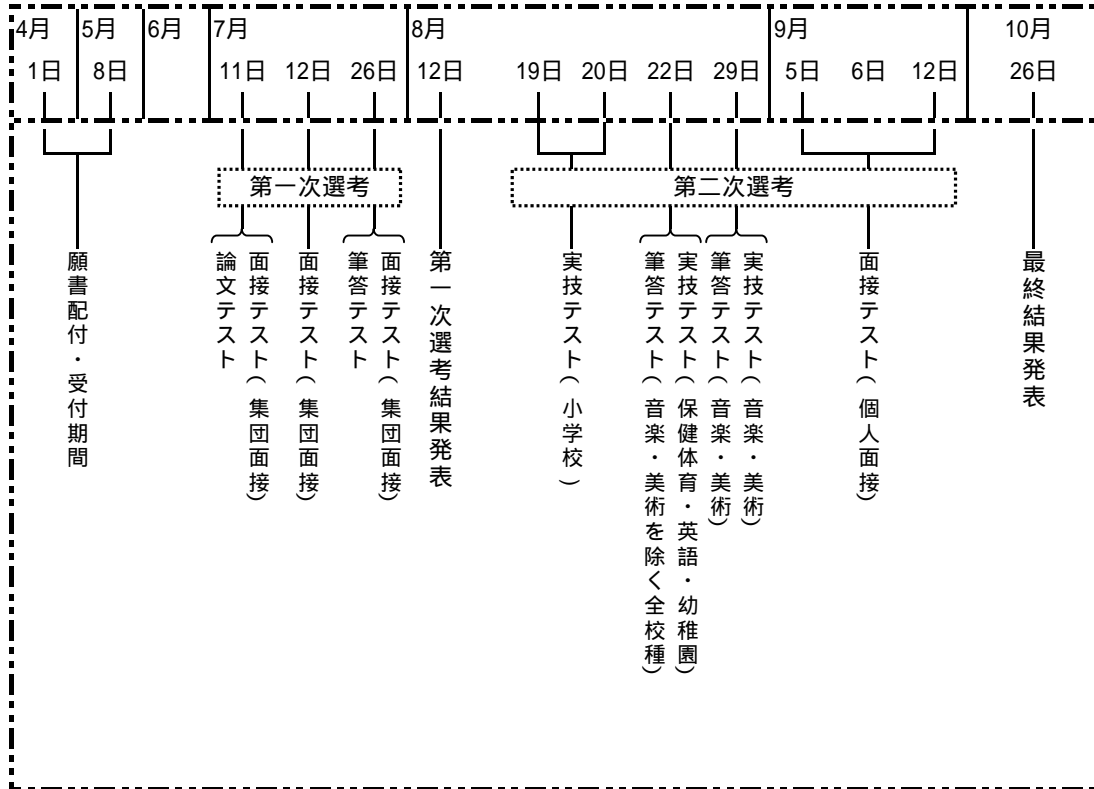 4月 5月 6月 7月 8月 9月 10月
1日 8日 11日 12日 26日 12日 19日 20日 22日 29日 5日 6日 12日 26日
第一次選考
第二次選考
願書配付・受付期間
論文テスト
面接テスト(集団面接)
面接テスト(集団面接)
筆答テスト
面接テスト(集団面接)
第一次選考結果発表
実技テスト(小学校)
筆答テスト(音楽・美術を除く全校種)
実技テスト(保健体育・英語・幼稚園)
筆答テスト(音楽・美術)
実技テスト(音楽・美術)
面接テスト(個人面接)
最終結果発表